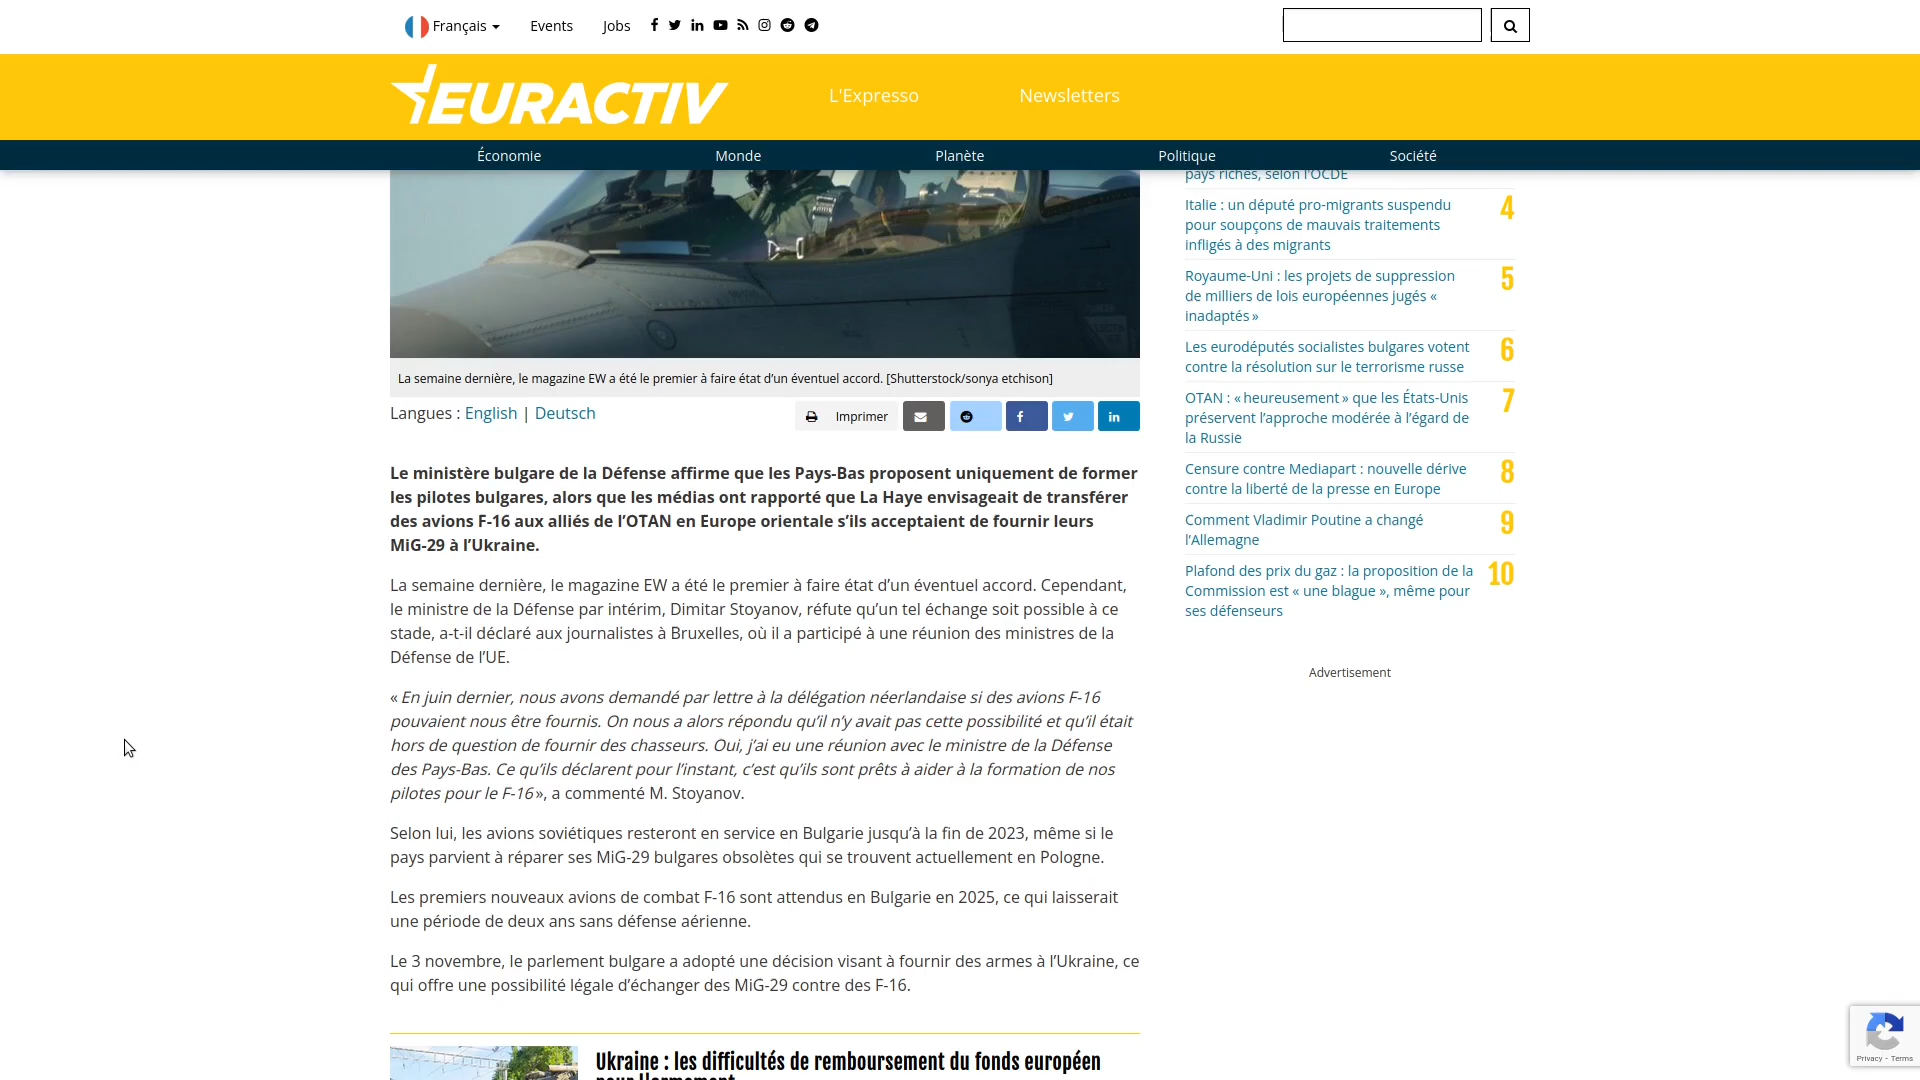 Français
Events
Jobs
EURACTIV
L'Expresso
Newsletters
Économie
Monde
Planète
Politique
Société
La semaine dernière, le magazine EW a été le premier à faire état d’un éventuel accord. [Shutterstock/sonya etchison]
Langues : English | Deutsch
Imprimer
Le ministère bulgare de la Défense affirme que les Pays-Bas proposent uniquement de former
les pilotes bulgares, alors que les médias ont rapporté que La Haye envisageait de transférer
des avions F-16 aux alliés de l’OTAN en Europe orientale s’ils acceptaient de fournir leurs
MiG-29 à l’Ukraine.
La semaine dernière, le magazine EW a été le premier à faire état d’un éventuel accord. Cependant,
le ministre de la Défense par intérim, Dimitar Stoyanov, réfute qu’un tel échange soit possible à ce
stade, a-t-il déclaré aux journalistes à Bruxelles, où il a participé à une réunion des ministres de la
Défense de l’UE.
« En juin dernier, nous avons demandé par lettre à la délégation néerlandaise si des avions F-16
pouvaient nous être fournis. On nous a alors répondu qu’il n’y avait pas cette possibilité et qu’il était
hors de question de fournir des chasseurs. Oui, j’ai eu une réunion avec le ministre de la Défense
des Pays-Bas. Ce qu’ils déclarent pour l’instant, c’est qu’ils sont prêts à aider à la formation de nos
pilotes pour le F-16 », a commenté M. Stoyanov.
Selon lui, les avions soviétiques resteront en service en Bulgarie jusqu’à la fin de 2023, même si le
pays parvient à réparer ses MiG-29 bulgares obsolètes qui se trouvent actuellement en Pologne.
Les premiers nouveaux avions de combat F-16 sont attendus en Bulgarie en 2025, ce qui laisserait
une période de deux ans sans défense aérienne.
Le 3 novembre, le parlement bulgare a adopté une décision visant à fournir des armes à l’Ukraine, ce
qui offre une possibilité légale d’échanger des MiG-29 contre des F-16.
Ukraine : les difficultés de remboursement du fonds européen
pour l'armement
pays riches, selon l’OCDE
Italie : un député pro-migrants suspendu
pour soupçons de mauvais traitements
infligés à des migrants
4
Royaume-Uni : les projets de suppression
de milliers de lois européennes jugés «
inadaptés »
5
Les eurodéputés socialistes bulgares votent
contre la résolution sur le terrorisme russe
6
OTAN : « heureusement » que les États-Unis
préservent l’approche modérée à l’égard de
la Russie
7
Censure contre Mediapart : nouvelle dérive
contre la liberté de la presse en Europe
8
Comment Vladimir Poutine a changé
l’Allemagne
9
Plafond des prix du gaz : la proposition de la
Commission est « une blague », même pour
ses défenseurs
10
Advertisement
Privacy - Terms